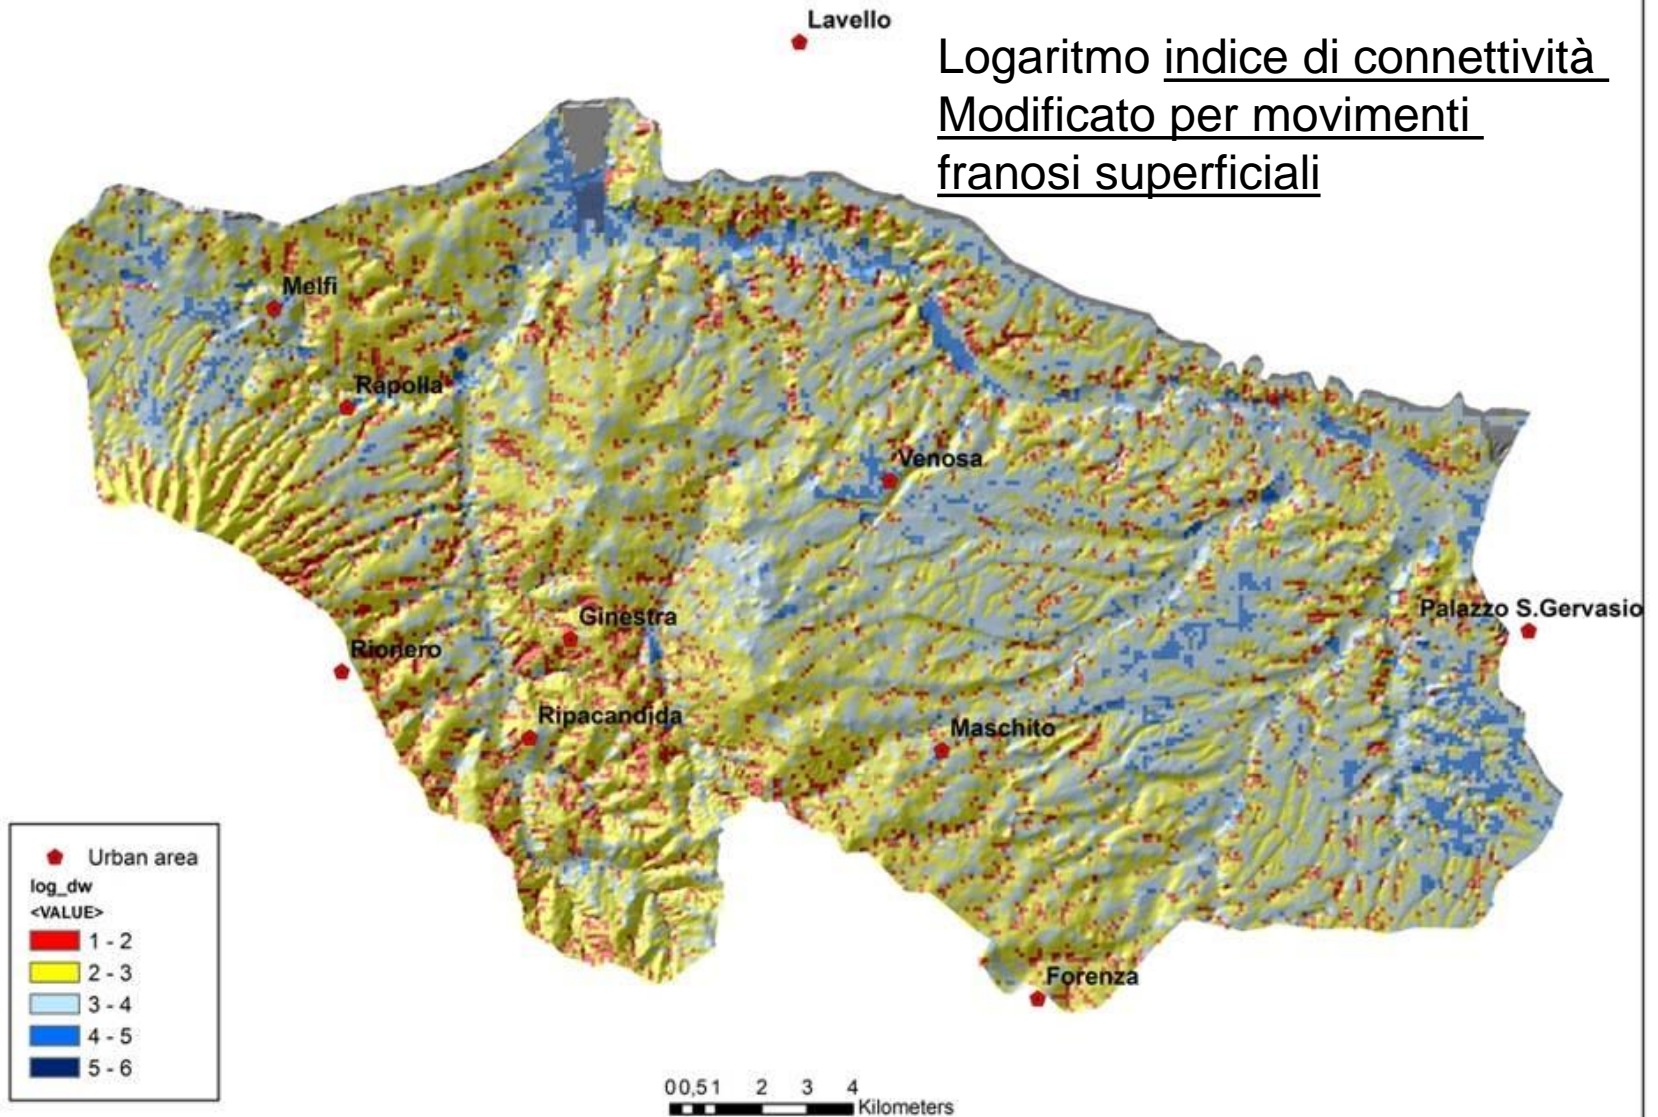 Lavello
Logaritmo indice di connettività
Modificato per movimenti
franosi superficiali
Melfi
Rapolla
Venosa
Palazzo S.Gervasio
Ginestra
Rionero
Ripacandida
Maschito
Forenza
Urban area
log_dw
<VALUE>
1 - 2
2 - 3
3 - 4
4 - 5
5 - 6
0 0,5 1 2 3 4
Kilometers